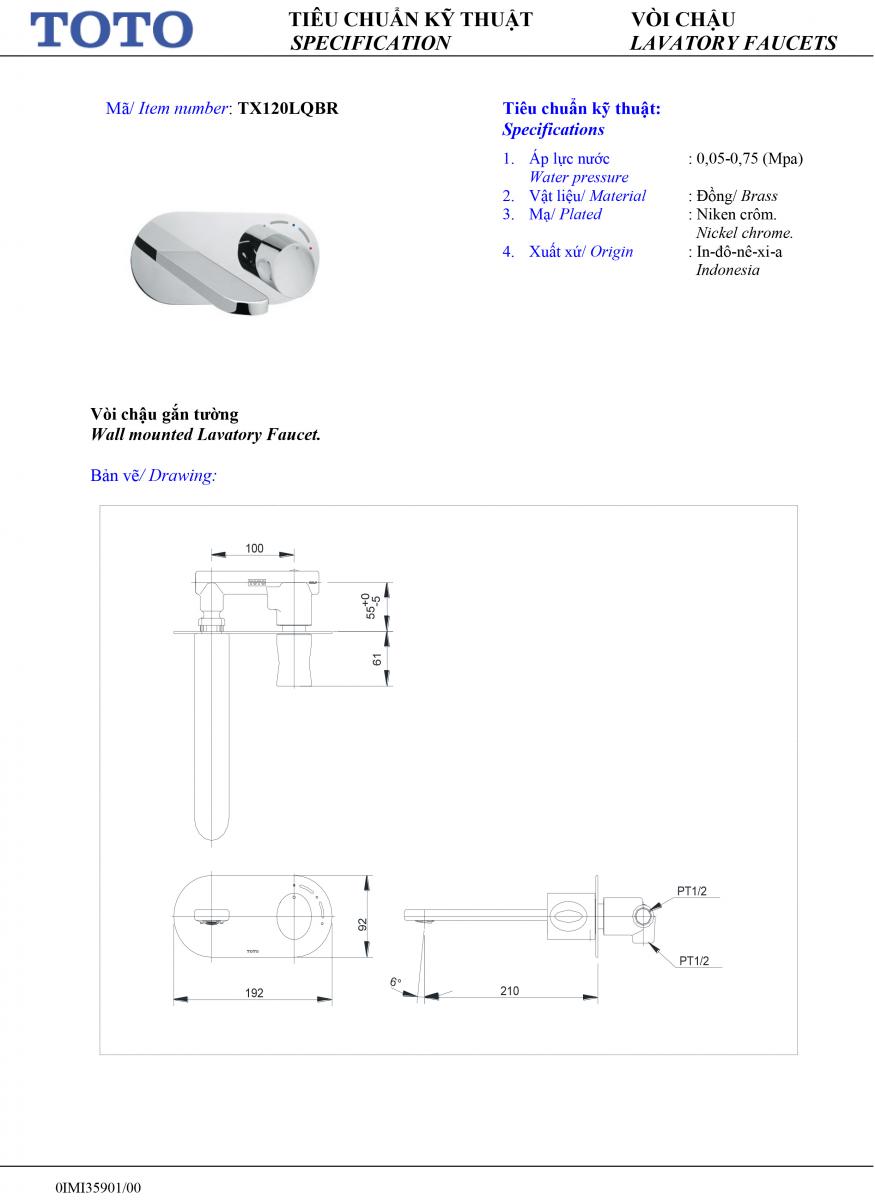 TOTO
TIÊU CHUẨN KỸ THUẬT
SPECIFICATION
VÒI CHẬU
LAVATORY FAUCETS
Mã/ Item number: TX120LQBR
Tiêu chuẩn kỹ thuật:
Specifications
1. Áp lực nước : 0,05-0,75 (Mpa)
Water pressure
2. Vật liệu/ Material : Đồng/ Brass
3. Mạ/ Plated : Niken crôm.
Nickel chrome.
4. Xuất xứ/ Origin : In-đô-nê-xi-a
Indonesia
Vòi chậu gắn tường
Wall mounted Lavatory Faucet.
Bản vẽ/ Drawing:
100
55+0-5
61
PT1/2
92
TOTO
PT1/2
6°
192
210
0IMI35901/00